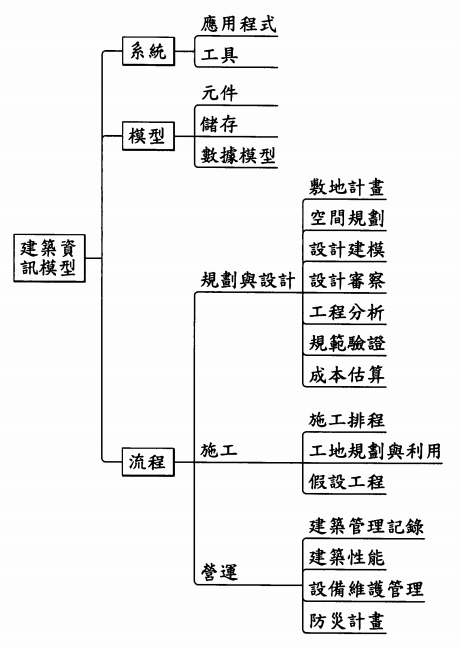 應用程式
系統
工具
元件
模型
儲存
數據模型
建築資
訊模型
敷地計畫
空間規劃
設計建模
規劃與設計
設計審察
工程分析
規範驗證
成本估算
流程
施工
施工排程
工地規劃與利用
假設工程
營運
建築管理記錄
建築性能
設備維護管理
防災計畫